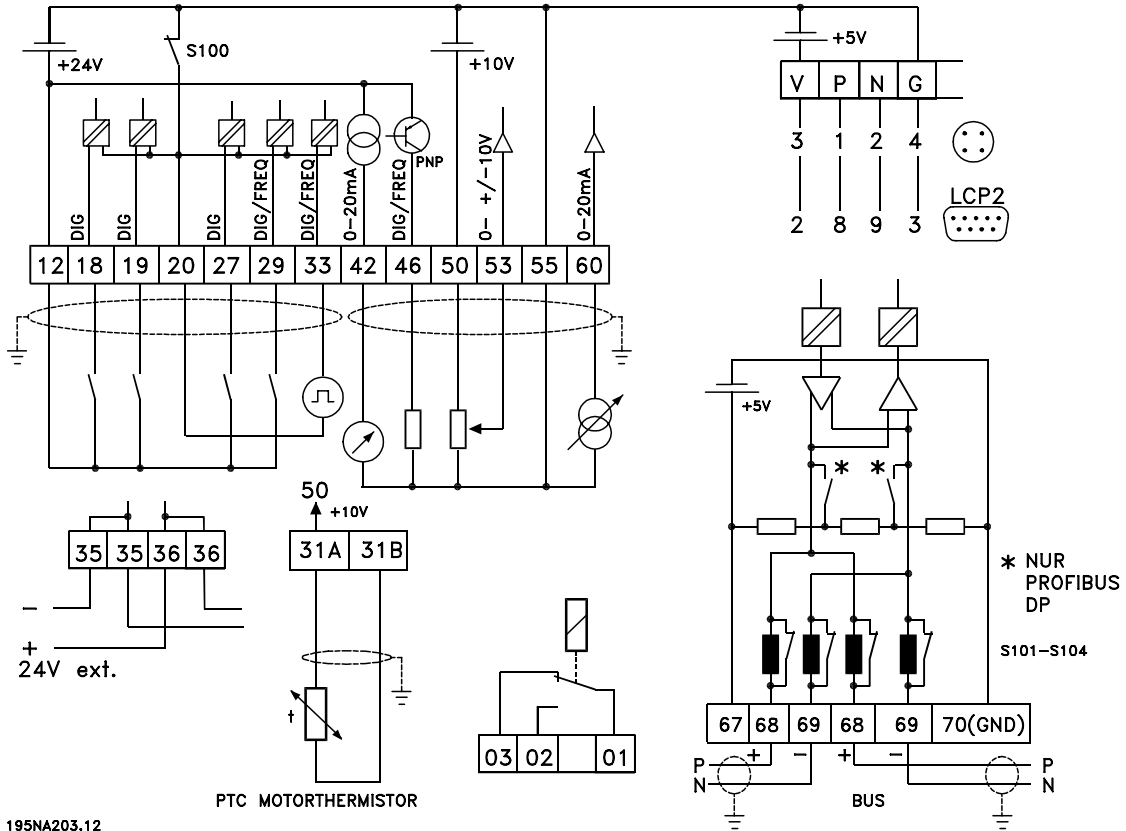 +24V
S100
+10V
+5V
V P N G
3 1 2 4
2 8 9 3
LCP2
PNP
DIG
DIG
DIG
DIG/FREQ
DIG/FREQ
0-20mA
DIG/FREQ
0- +/-10V
0-20mA
12 18 19 20 27 29 33 42 46 50 53 55 60
+5V
* *
* NUR
PROFIBUS
DP
S101-S104
50
+10V
31A 31B
35 35 36 36
-
+
24V ext.
t
PTC MOTORTHERMISTOR
03 02 01
67 68 69 68 69 70(GND)
+ - + -
P P
N N
BUS
195NA203.12